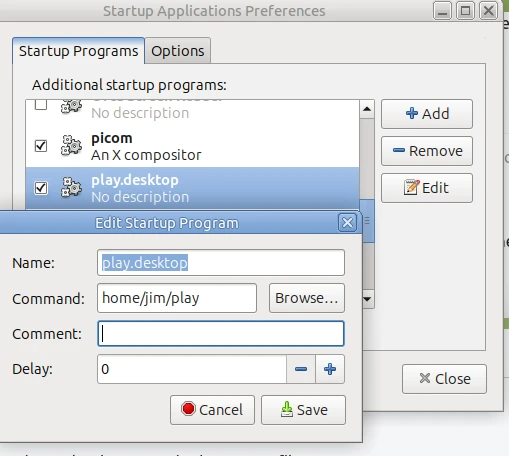 Startup Applications Preferences
Startup Programs
Options
Additional startup programs:
No description
picom
An X compositor
play.desktop
No description
Add
Remove
Edit
Edit Startup Program
Name: play.desktop
Command: home/jim/play Browse...
Comment:
Delay: 0
Cancel
Save
Close